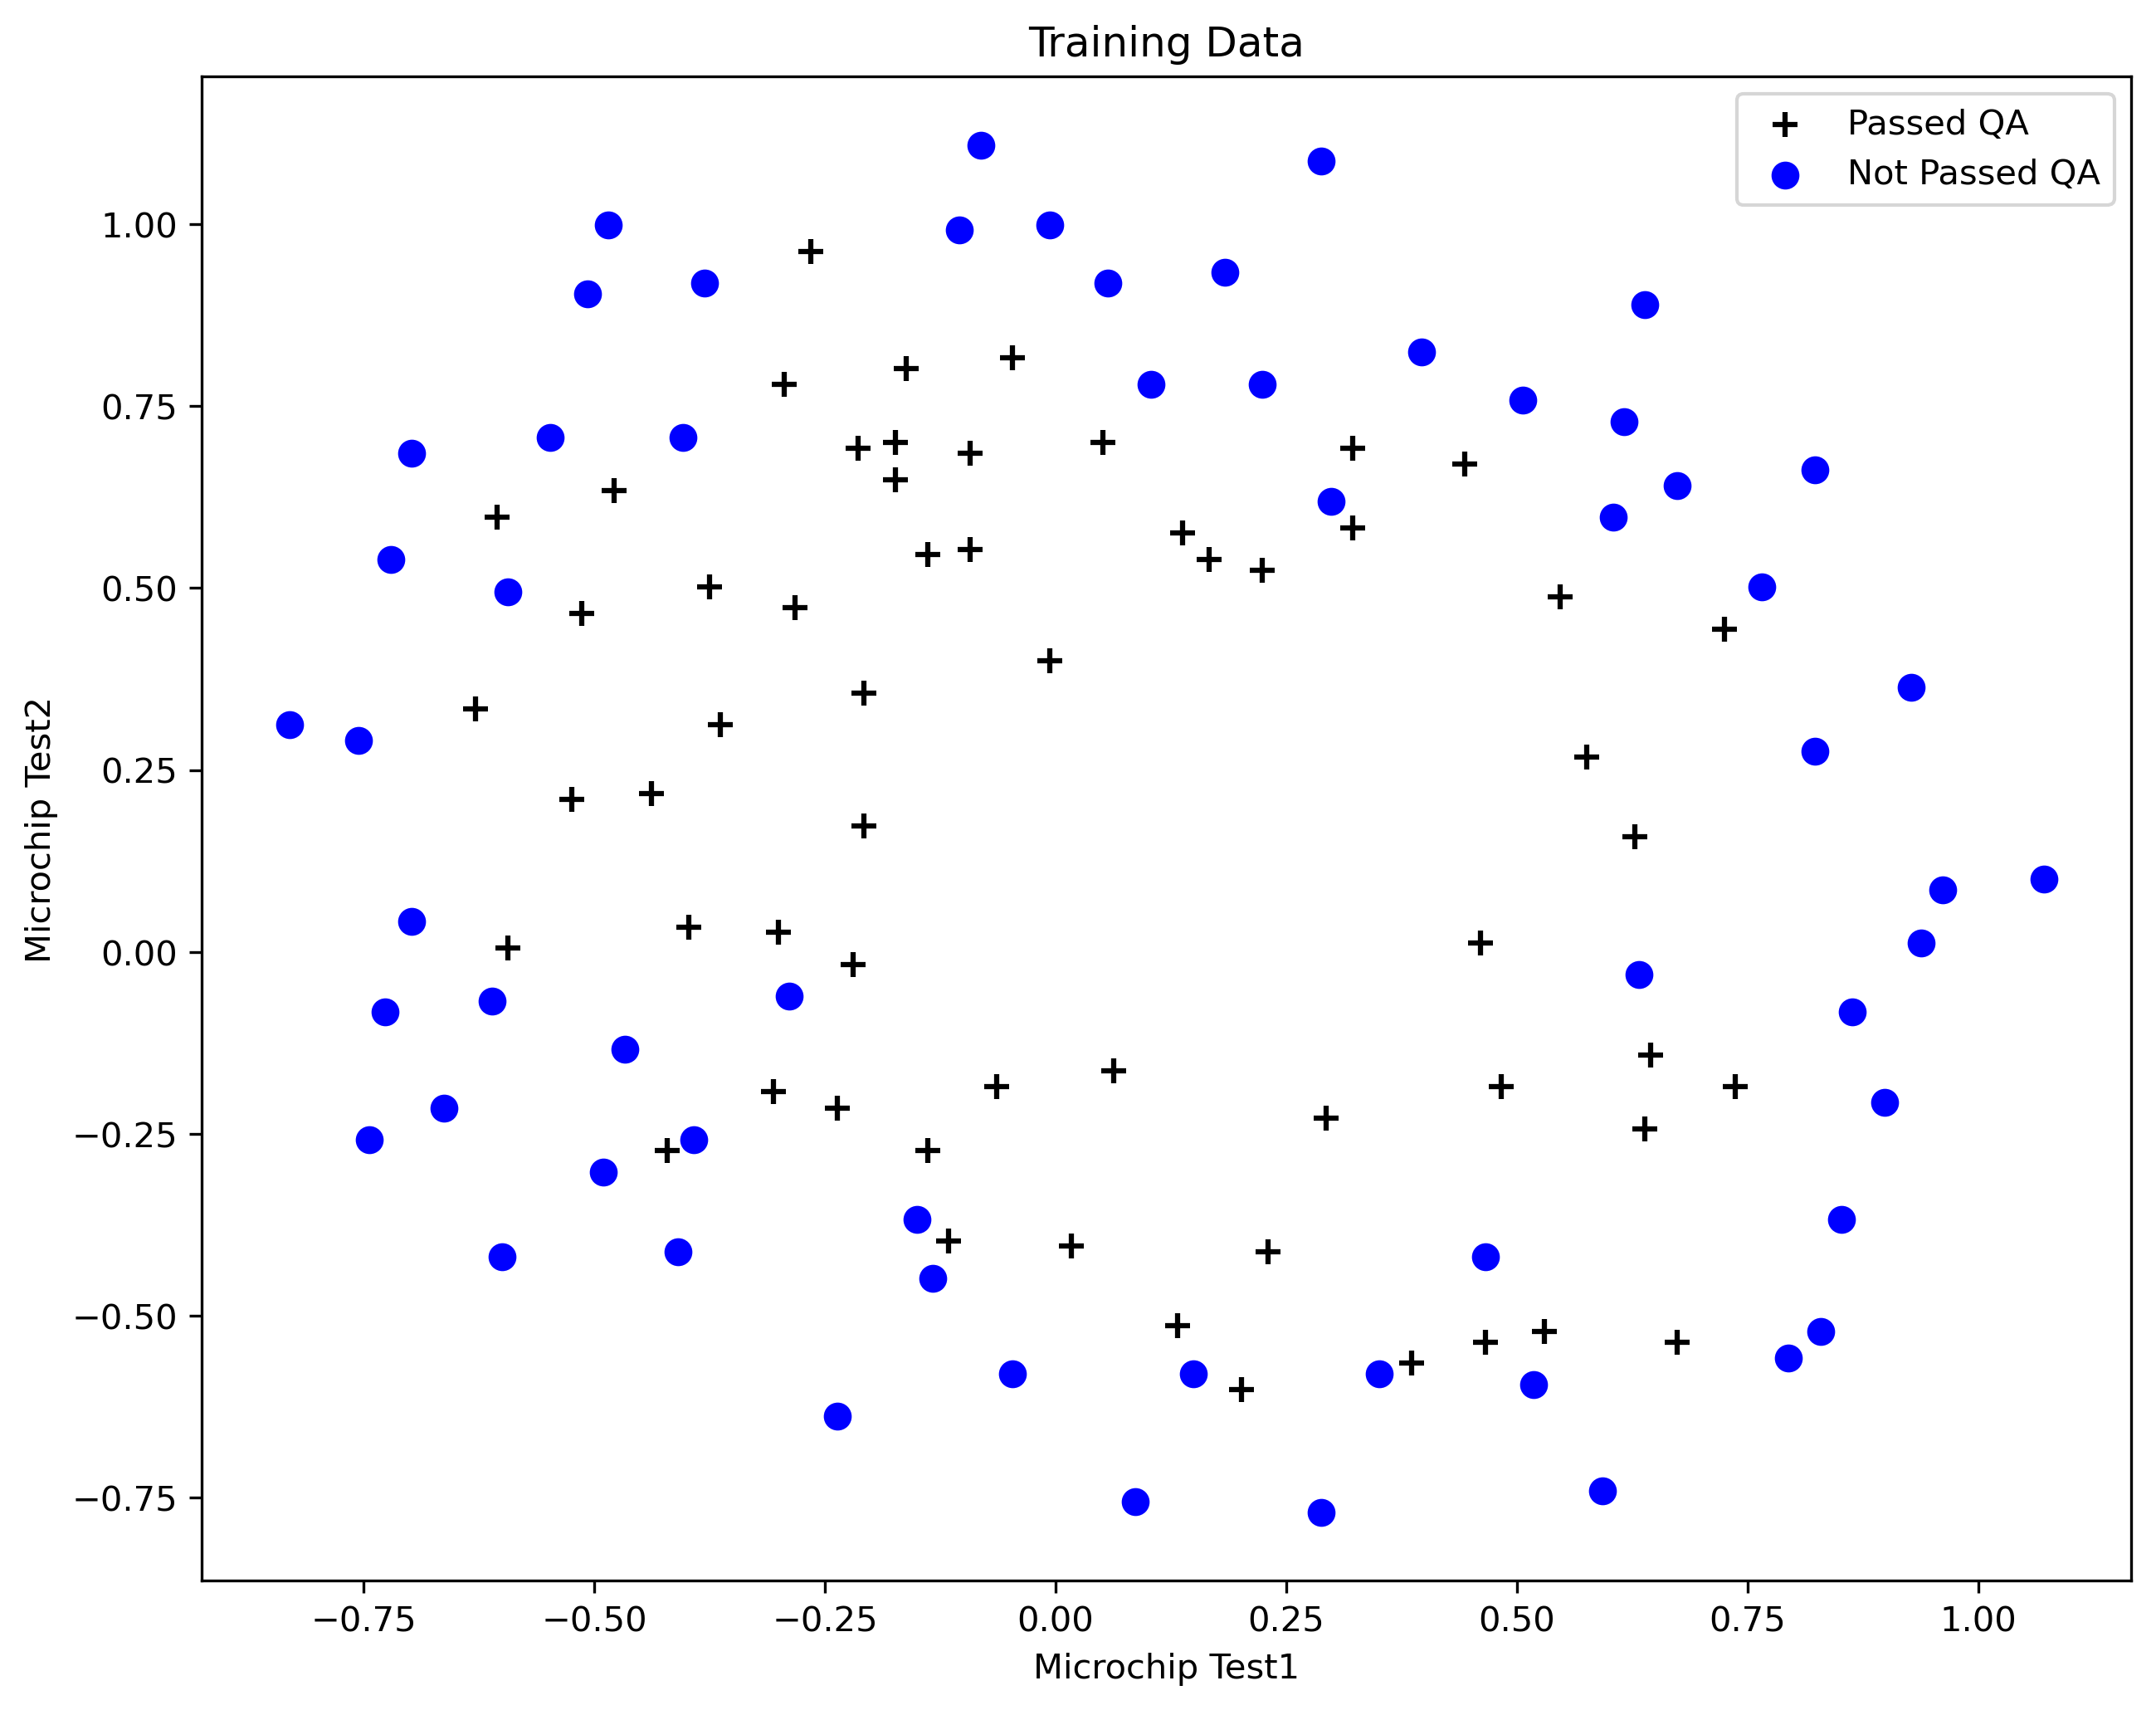 Training Data
Passed QA
Not Passed QA
1.00
0.75
0.50
0.25
0.00
−0.25
−0.50
−0.75
Microchip Test2
−0.75 −0.50 −0.25 0.00 0.25 0.50 0.75 1.00
Microchip Test1